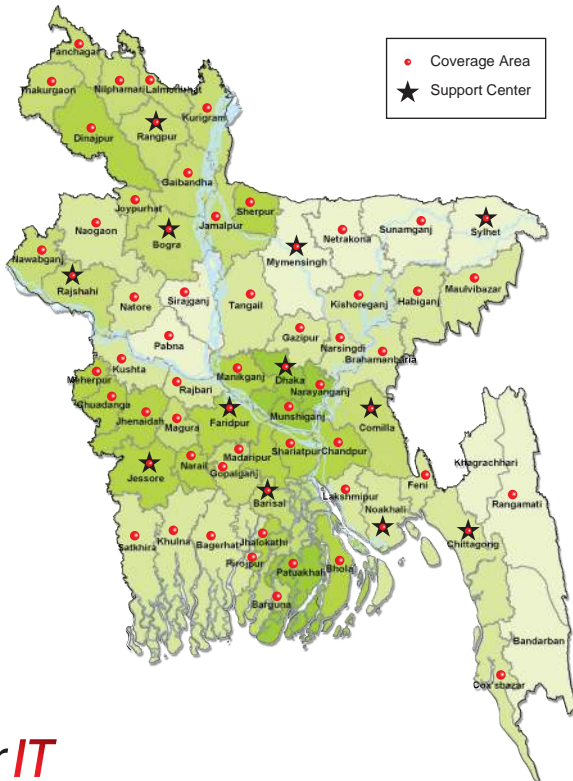 Coverage Area
Support Center
Panchagar
Thakurgaon
Nilphamari
Lalmonirhat
Kurigram
Rangpur
Dinajpur
Gaibandha
Joypurhat
Sherpur
Jamalpur
Naogaon
Bogra
Netrakona
Sunamganj
Sylhet
Mymensingh
Nawabganj
Rajshahi
Natore
Sirajganj
Tangail
Kishoreganj
Habiganj
Maulvibazar
Pabna
Gazipur
Narsingdi
Brahamanbaria
Kushta
Meherpur
Manikganj
Dhaka
Narayanganj
Chuadanga
Rajbari
Jhenaidah
Magura
Faridpur
Munshiganj
Comilla
Jessore
Narail
Madaripur
Gopalganj
Shariatpur
Chandpur
Khagrachhari
Feni
Rangamati
Barisal
Lakshmipur
Noakhali
Chittagong
Satkhira
Khulna
Bagerhat
Jhalokathi
Pirojpur
Patuakhali
Bhola
Barguna
Bandarban
Cox'sbazar
r IT